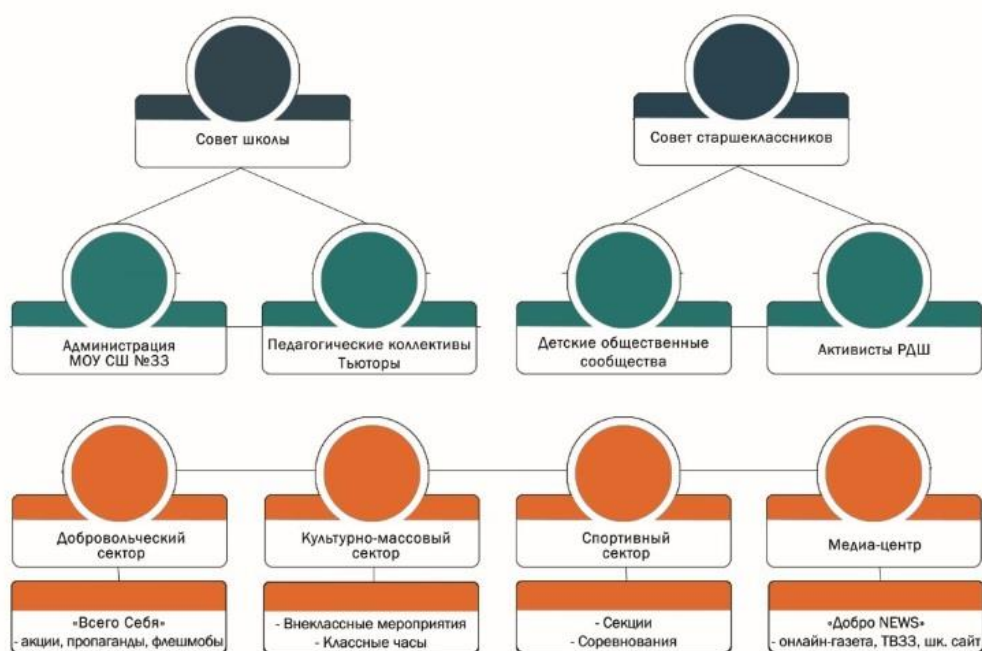 Совет школы
Совет старшеклассников
Администрация
МОУ СШ №33
Педагогические коллективы
Тьюторы
Детские общественные
сообщества
Активисты РДШ
Добровольческий
сектор
Культурно-массовый
сектор
Спортивный
сектор
Медиа-центр
«Всего Себя»
- акции, пропаганды, флешмобы
- Внеклассные мероприятия
- Классные часы
- Секции
- Соревнования
«Добро NEWS»
- онлайн-газета, ТВ33, шк. сайт